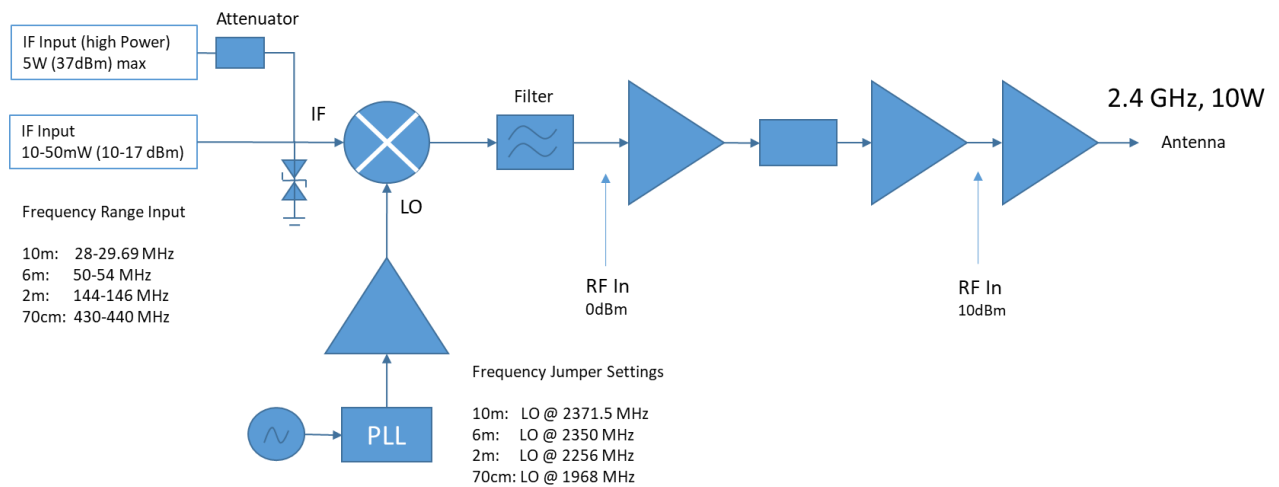 Attenuator
IF Input (high Power)
5W (37dBm) max
IF Input
10-50mW (10-17 dBm)
IF
LO
Filter
2.4 GHz, 10W
Antenna
Frequency Range Input
10m: 28-29.69 MHz
6m: 50-54 MHz
2m: 144-146 MHz
70cm: 430-440 MHz
RF In
0dBm
RF In
10dBm
PLL
Frequency Jumper Settings
10m: LO @ 2371.5 MHz
6m: LO @ 2350 MHz
2m: LO @ 2256 MHz
70cm: LO @ 1968 MHz